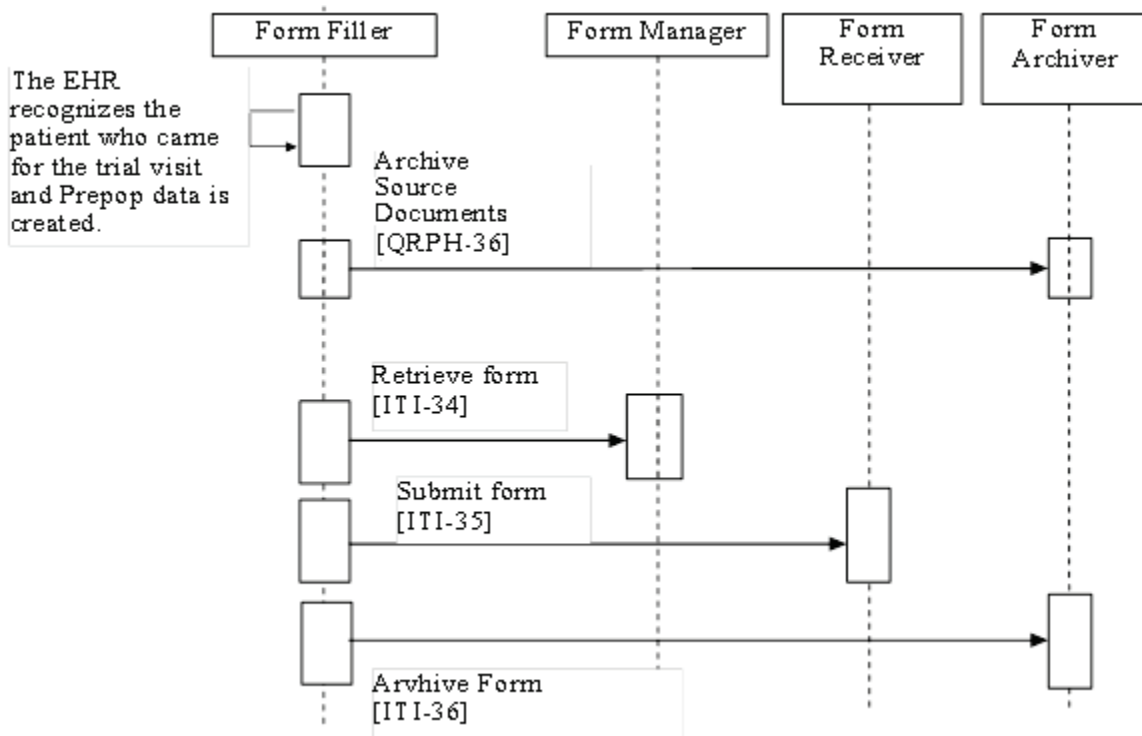 Form Filler
Form Manager
Form
Receiver
Form
Archiver
The EHR
recognizes the
patient who came
for the trial visit
and Prepop data is
created.
Archive
Source
Documents
[QRPH-36]
Retrieve form
[ITI-34]
Submit form
[ITI-35]
Arvhive Form
[ITI-36]